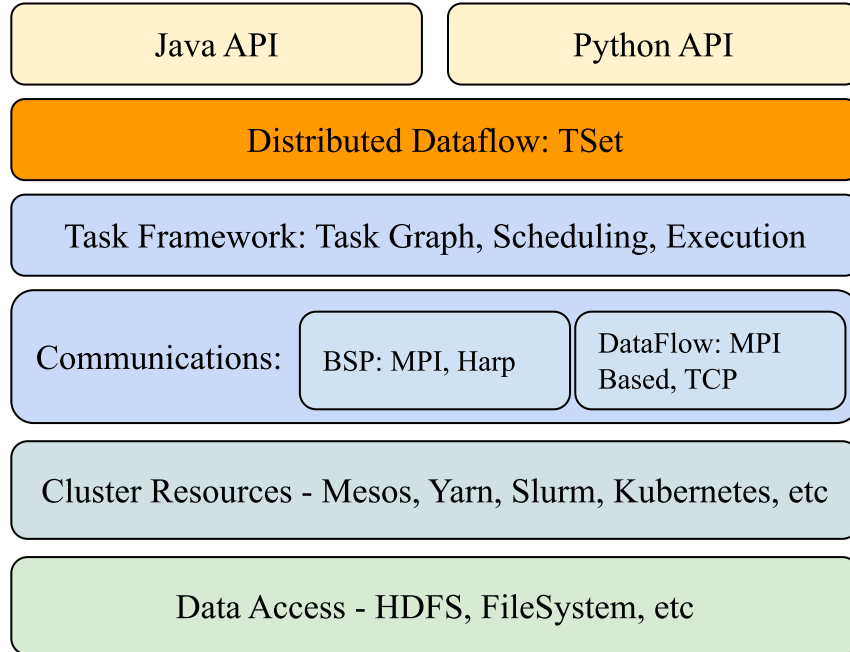 Java API
Python API
Distributed Dataflow: TSet
Task Framework: Task Graph, Scheduling, Execution
Communications:
BSP: MPI, Harp
DataFlow: MPI
Based, TCP
Cluster Resources - Mesos, Yarn, Slurm, Kubernetes, etc
Data Access - HDFS, FileSystem, etc